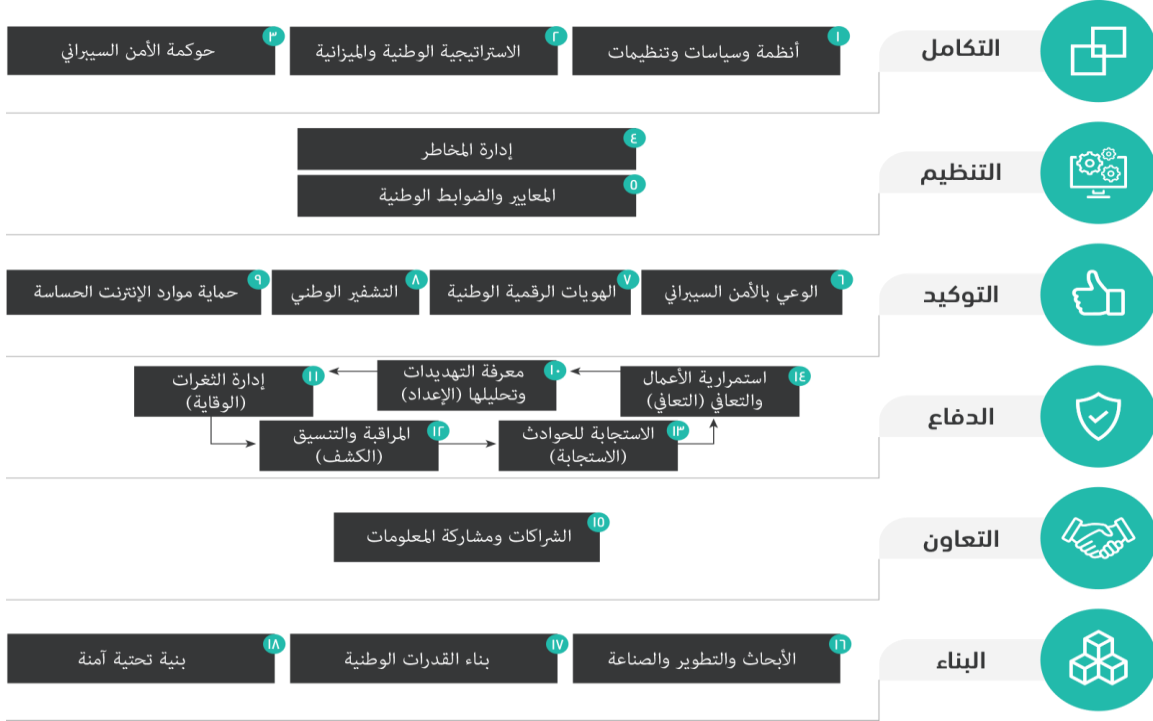 التكامل
١ أنظمة وسياسات وتنظيمات
٢ الاستراتيجية الوطنية والميزانية
٣ حوكمة الأمن السيبراني
التنظيم
٤ إدارة المخاطر
٥ المعايير والضوابط الوطنية
التوكيد
٦ الوعي بالأمن السيبراني
٧ الهويات الرقمية الوطنية
٨ التشفير الوطني
٩ حماية موارد الإنترنت الحساسة
الدفاع
١٤ استمرارية الأعمال
والتعافي (التعافي)
١٠ معرفة التهديدات
وتحليلها (الإعداد)
١١ إدارة الثغرات
(الوقاية)
١٣ الاستجابة للحوادث
(الاستجابة)
١٢ المراقبة والتنسيق
(الكشف)
التعاون
١٥ الشراكات ومشاركة المعلومات
البناء
١٦ الأبحاث والتطوير والصناعة
١٧ بناء القدرات الوطنية
١٨ بنية تحتية آمنة